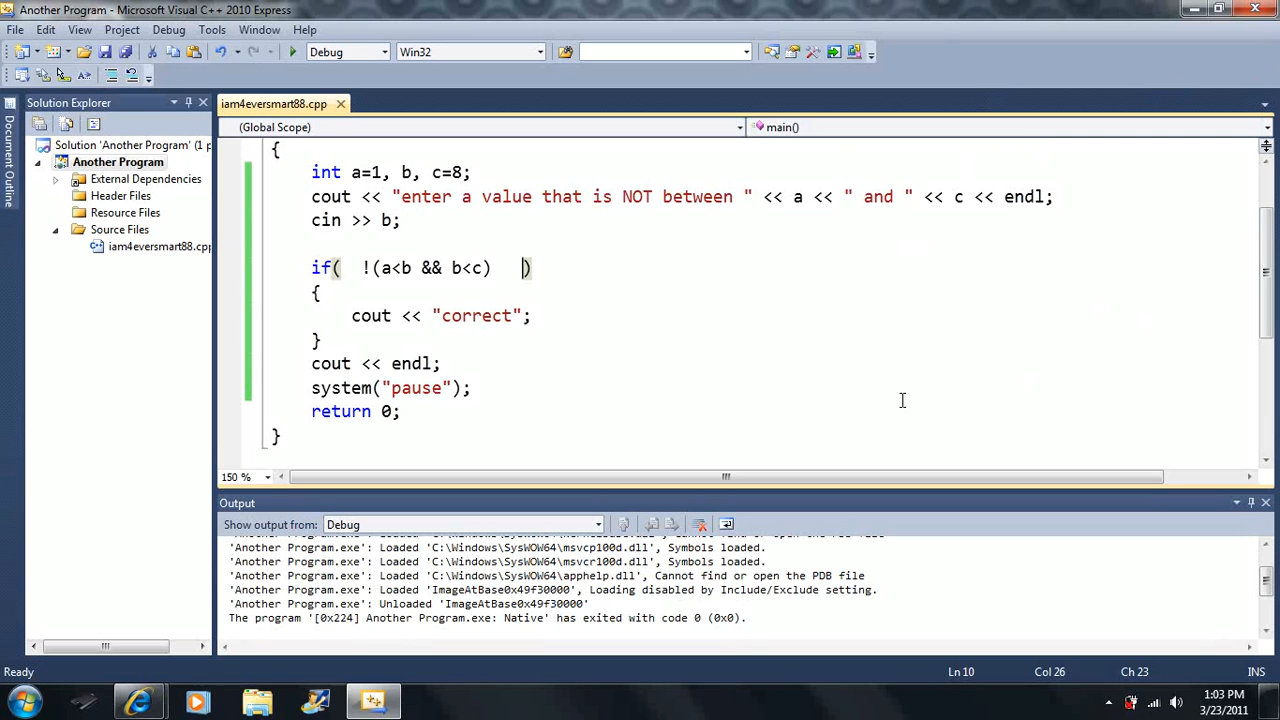 Another Program - Microsoft Visual C++ 2010 Express
File Edit View Project Debug Tools Window Help
Debug Win32
Solution Explorer
iam4eversmart88.cpp
Document Outline
(Global Scope) main()
Solution 'Another Program' (1 p
Another Program
External Dependencies
Header Files
Resource Files
Source Files
iam4eversmart88.cpp
{
int a=1, b, c=8;
cout << "enter a value that is NOT between " << a << " and " << c << endl;
cin >> b;
if(  !(a<b && b<c)   )
{
cout << "correct";
}
cout << endl;
system("pause");
return 0;
}
150 %
Output
Show output from: Debug
'Another Program.exe': Loaded 'C:\Windows\SysWOW64\msvcp100d.dll', Symbols loaded.
'Another Program.exe': Loaded 'C:\Windows\SysWOW64\msvcr100d.dll', Symbols loaded.
'Another Program.exe': Loaded 'C:\Windows\SysWOW64\apphelp.dll', Cannot find or open the PDB file
'Another Program.exe': Loaded 'ImageAtBase0x49f30000', Loading disabled by Include/Exclude setting.
'Another Program.exe': Unloaded 'ImageAtBase0x49f30000'
The program '[0x224] Another Program.exe: Native' has exited with code 0 (0x0).
Ready Ln 10 Col 26 Ch 23 INS
1:03 PM
3/23/2011